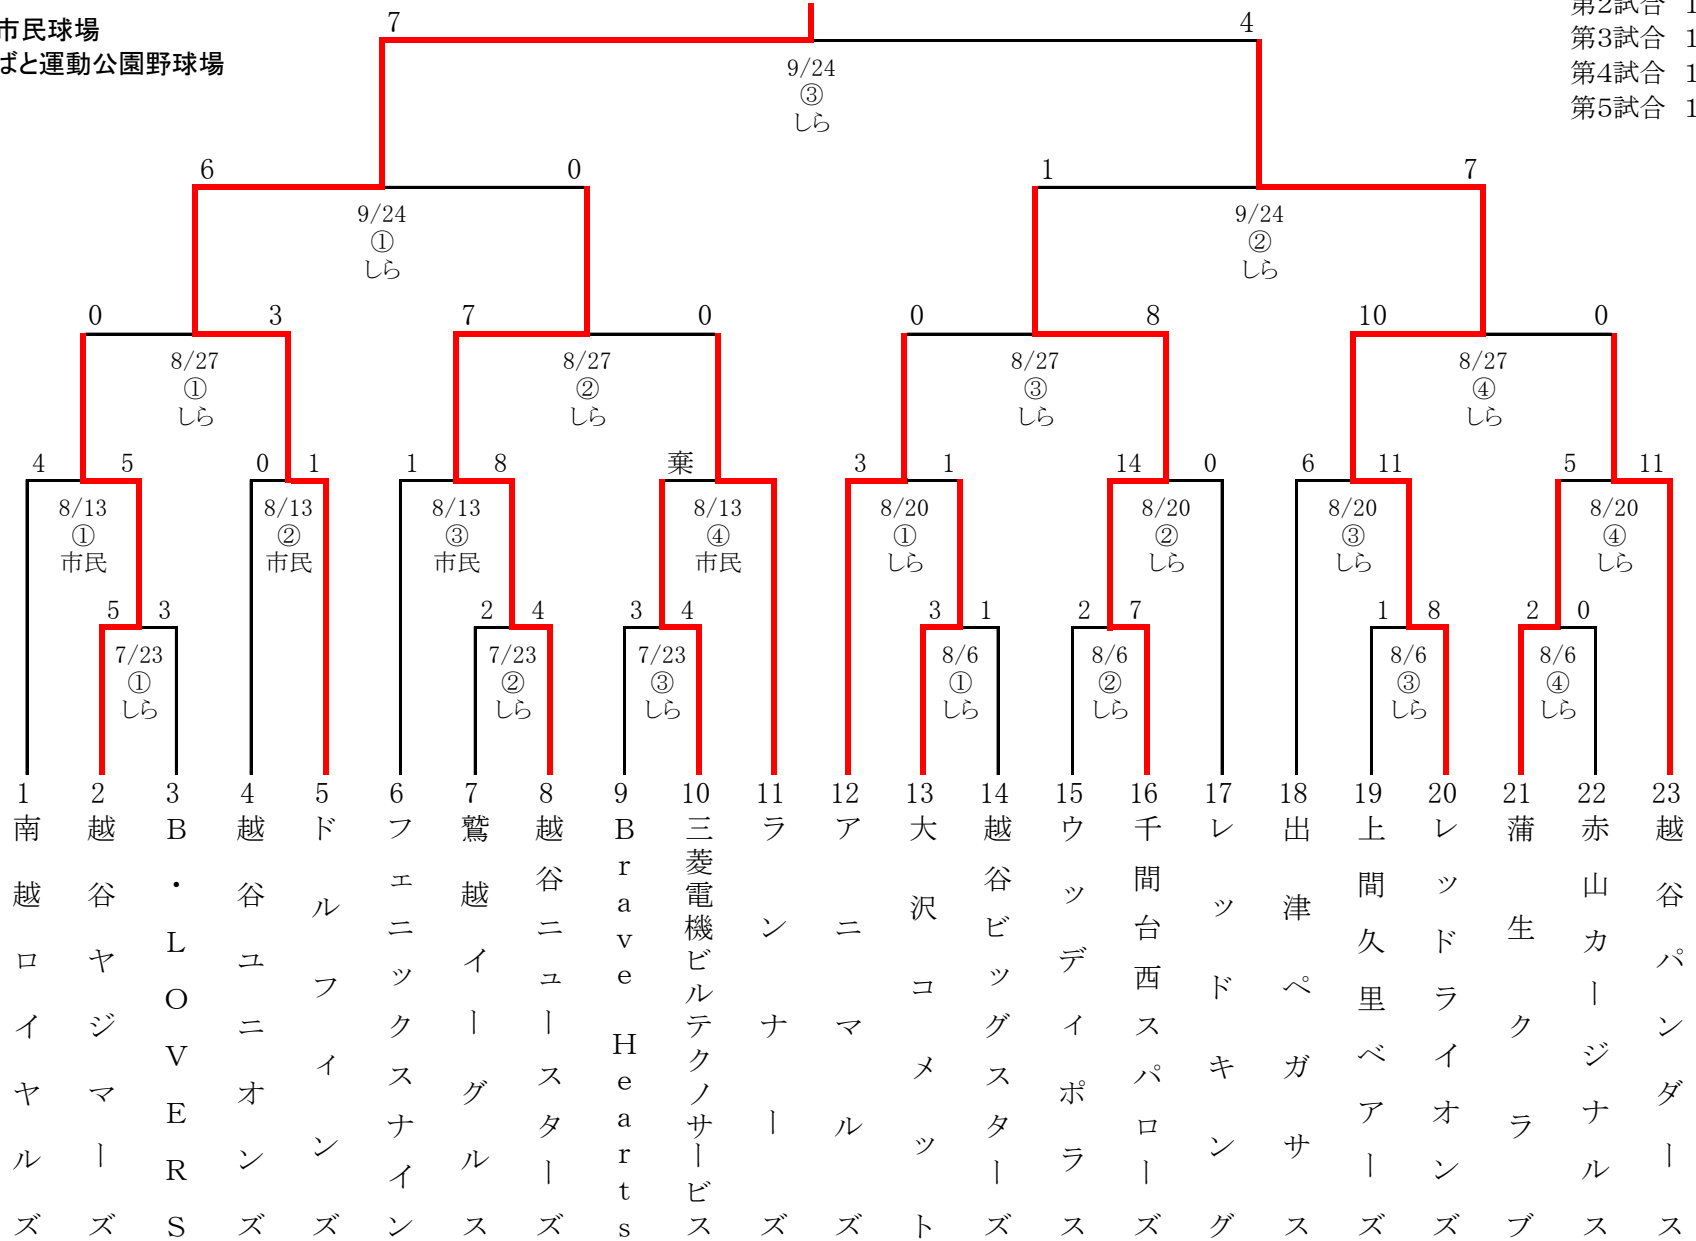 市民球場
ばと運動公園野球場
第2試合 1
第3試合 1
第4試合 1
第5試合 1
7 4
9/24
③
しら
6 0 1 7
9/24 9/24
① ②
しら しら
0 3 7 0 0 8 10 0
8/27 8/27 8/27 8/27
① ② ③ ④
しら しら しら しら
4 5 0 1 1 8 棄 3 1 14 0 6 11 5 11
8/13 8/13 8/13 8/13 8/20 8/20 8/20 8/20
① ② ③ ④ ① ② ③ ④
市民 市民 市民 市民 しら しら しら しら
5 3 2 4 3 4 3 1 2 7 1 8 2 0
7/23 7/23 7/23 8/6 8/6 8/6 8/6
① ② ③ ① ② ③ ④
しら しら しら しら しら しら しら
1 南越ロイヤルズ
2 越谷ヤジマーズ
3 B・LOVERS
4 越谷ユニオンズ
5 ドルフィンズ
6 フェニックスナイン
7 鷲越イーグルス
8 越谷ニュースターズ
9 Brave Hearts
10 三菱電機ビルテクノサービス
11 ランナーズ
12 アニマルズ
13 大沢コメット
14 越谷ビッグスターズ
15 ウッディポラス
16 千間台西スパローズ
17 レッドキング
18 出津ペガサス
19 上間久里ベアーズ
20 レッドライオンズ
21 蒲生クラブ
22 赤山カージナルス
23 越谷パンダース